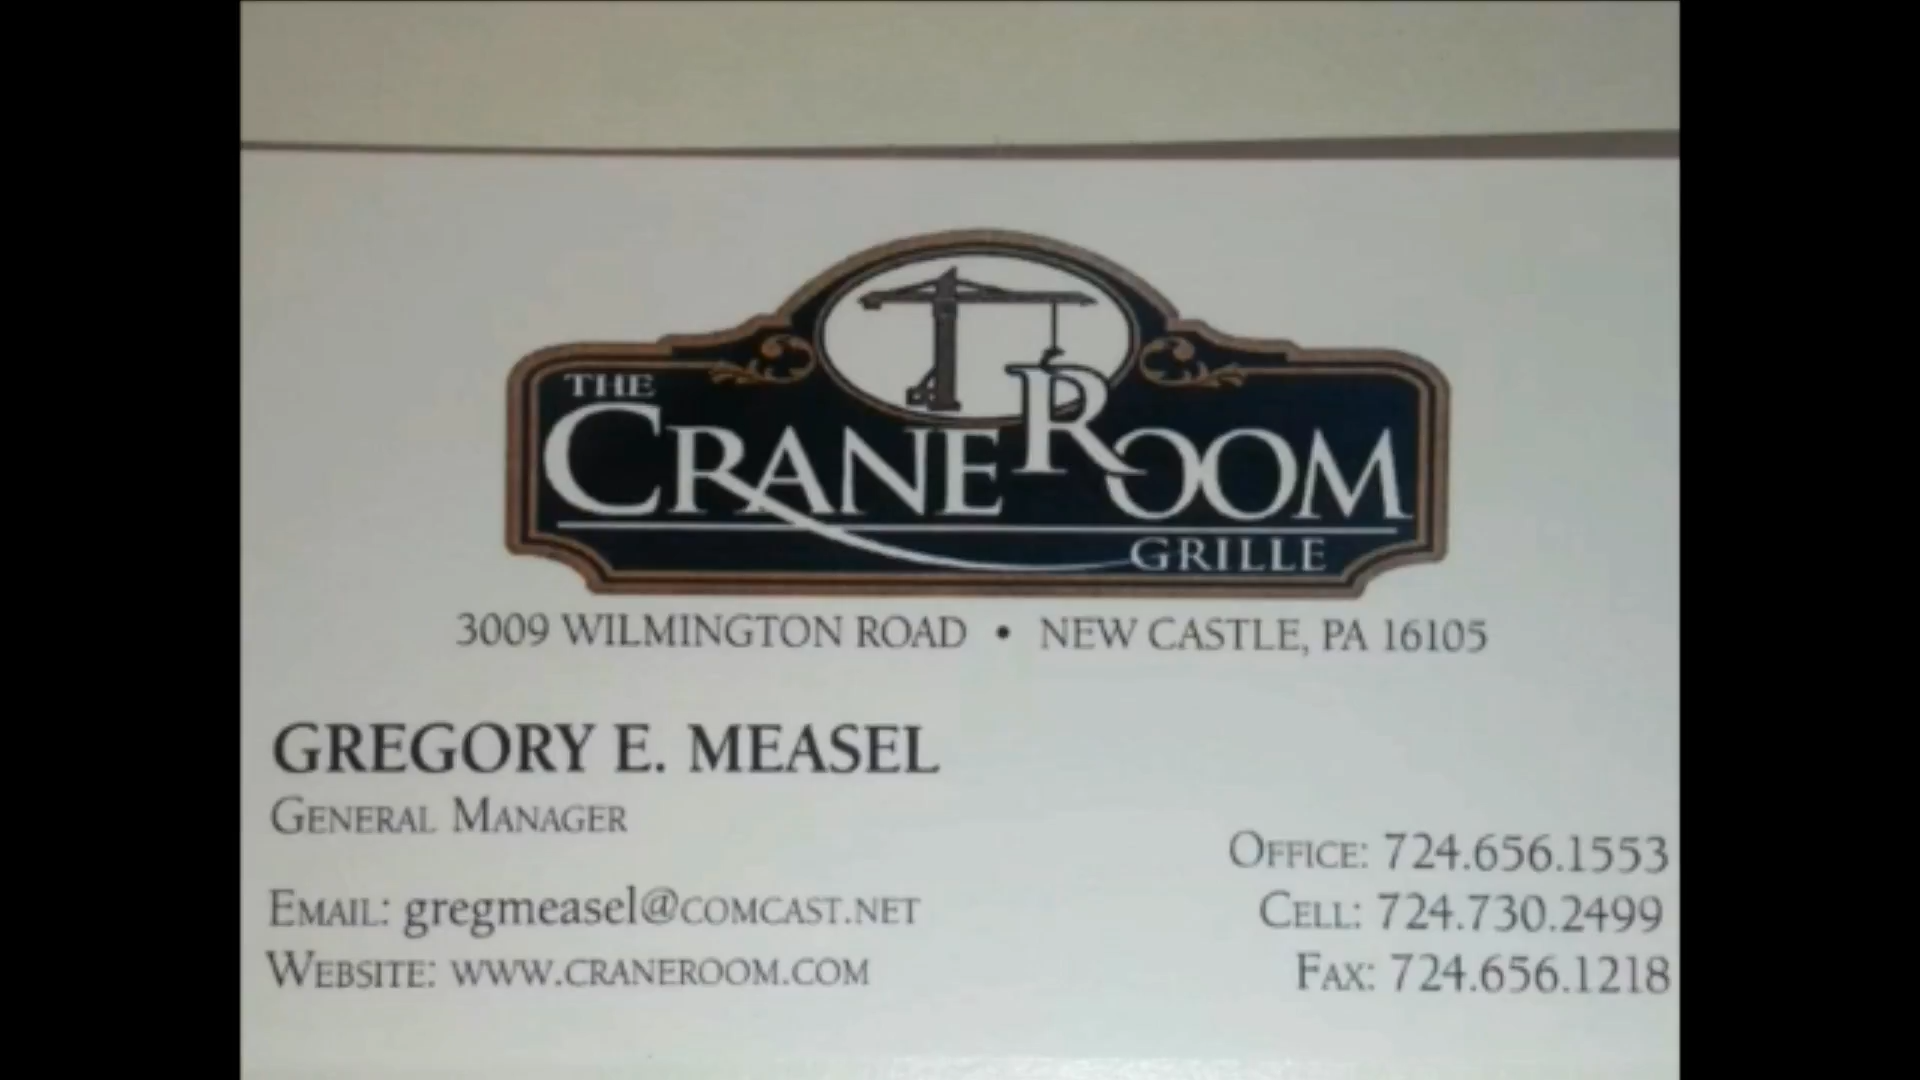 THE
CRANE ROOM
GRILLE
3009 WILMINGTON ROAD • NEW CASTLE, PA 16105
GREGORY E. MEASEL
GENERAL MANAGER
EMAIL: gregmeasel@COMCAST.NET
WEBSITE: WWW.CRANEROOM.COM
OFFICE: 724.656.1553
CELL: 724.730.2499
FAX: 724.656.1218